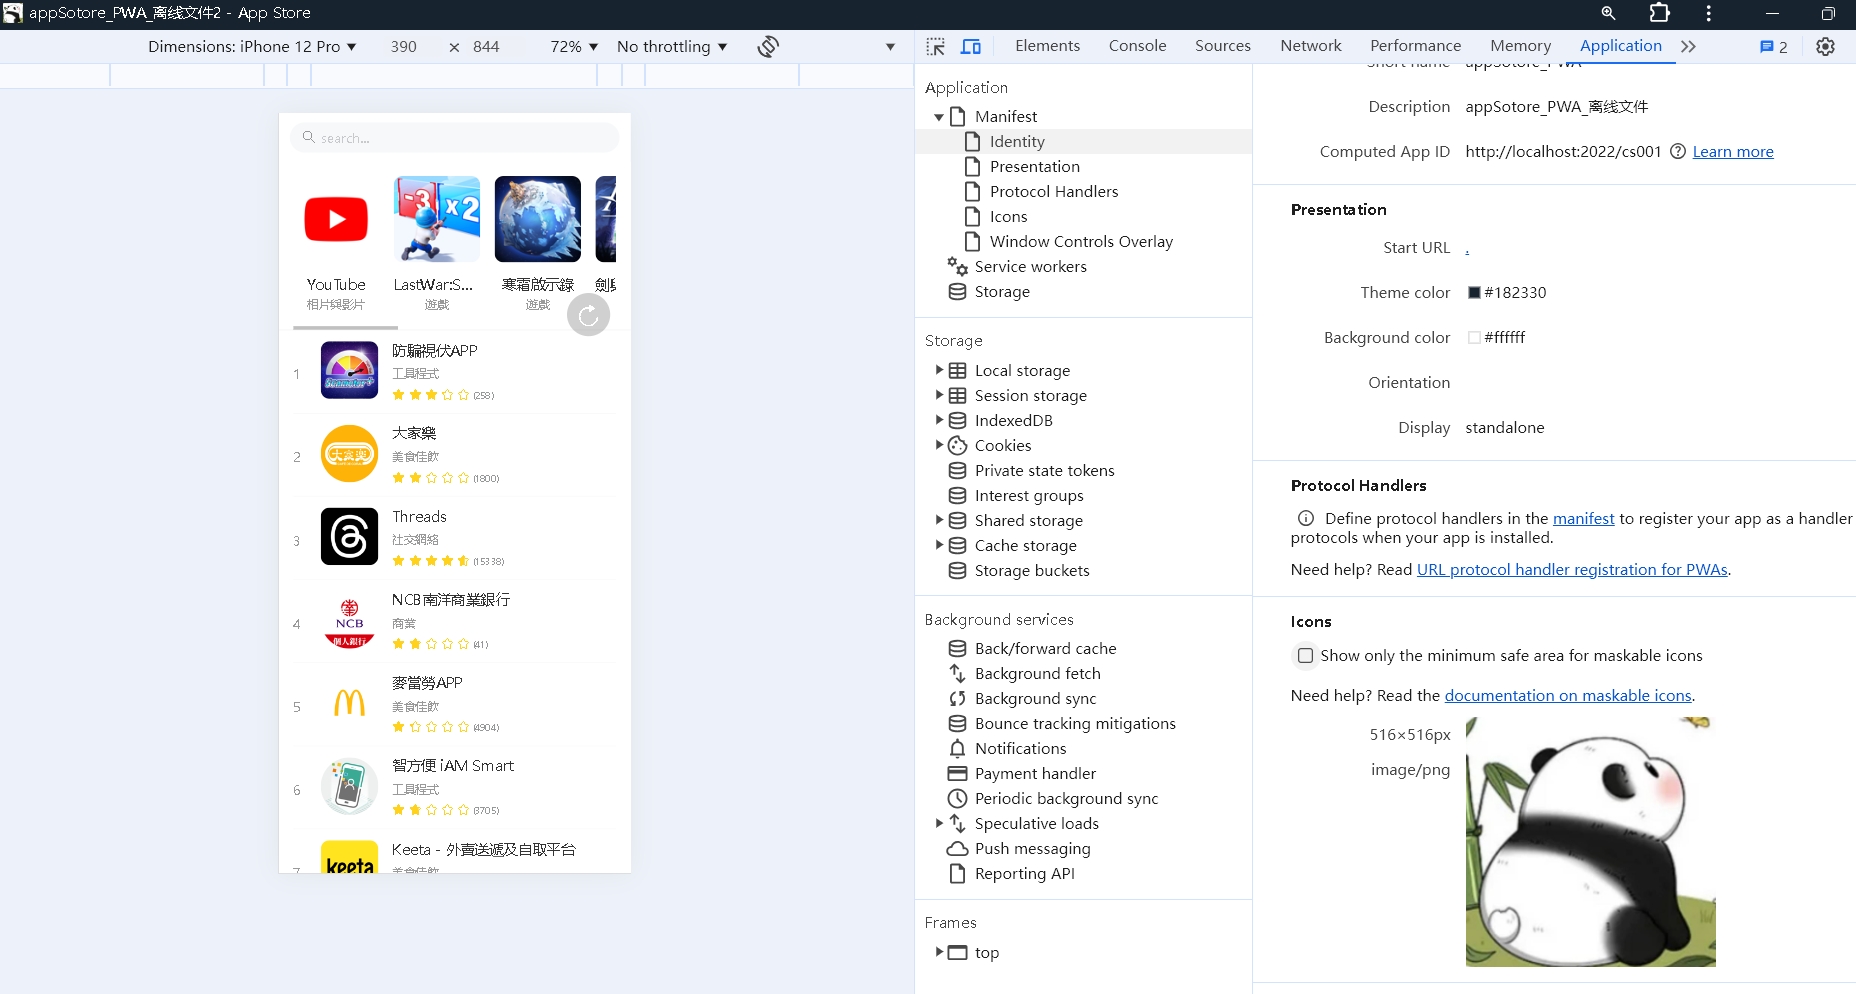 appSotore_PWA_离线文件2 - App Store
Dimensions: iPhone 12 Pro ▼ 390 × 844 72% ▼ No throttling ▼
Elements Console Sources Network Performance Memory Application 2
search...
YouTube
相片與影片
LastWar:S...
遊戲
寒霜啟示錄
遊戲
1
防騙視伏APP
工具程式
(258)
2
大家樂
大家樂
美食佳飲
(1800)
3
Threads
社交網絡
(15338)
4
NCB
個人銀行
NCB南洋商業銀行
商業
(41)
5
麥當勞APP
美食佳飲
(4904)
6
智方便 iAM Smart
工具程式
(3705)
7
keeta
Keeta - 外賣送遞及自取平台
美食佳飲
Application
Manifest
Identity
Presentation
Protocol Handlers
Icons
Window Controls Overlay
Service workers
Storage
Storage
Local storage
Session storage
IndexedDB
Cookies
Private state tokens
Interest groups
Shared storage
Cache storage
Storage buckets
Background services
Back/forward cache
Background fetch
Background sync
Bounce tracking mitigations
Notifications
Payment handler
Periodic background sync
Speculative loads
Push messaging
Reporting API
Frames
top
Short name appSotore_PWA
Description appSotore_PWA_离线文件
Computed App ID http://localhost:2022/cs001 Learn more
Presentation
Start URL .
Theme color #182330
Background color #ffffff
Orientation
Display standalone
Protocol Handlers
Define protocol handlers in the manifest to register your app as a handler
protocols when your app is installed.
Need help? Read URL protocol handler registration for PWAs.
Icons
Show only the minimum safe area for maskable icons
Need help? Read the documentation on maskable icons.
516×516px
image/png